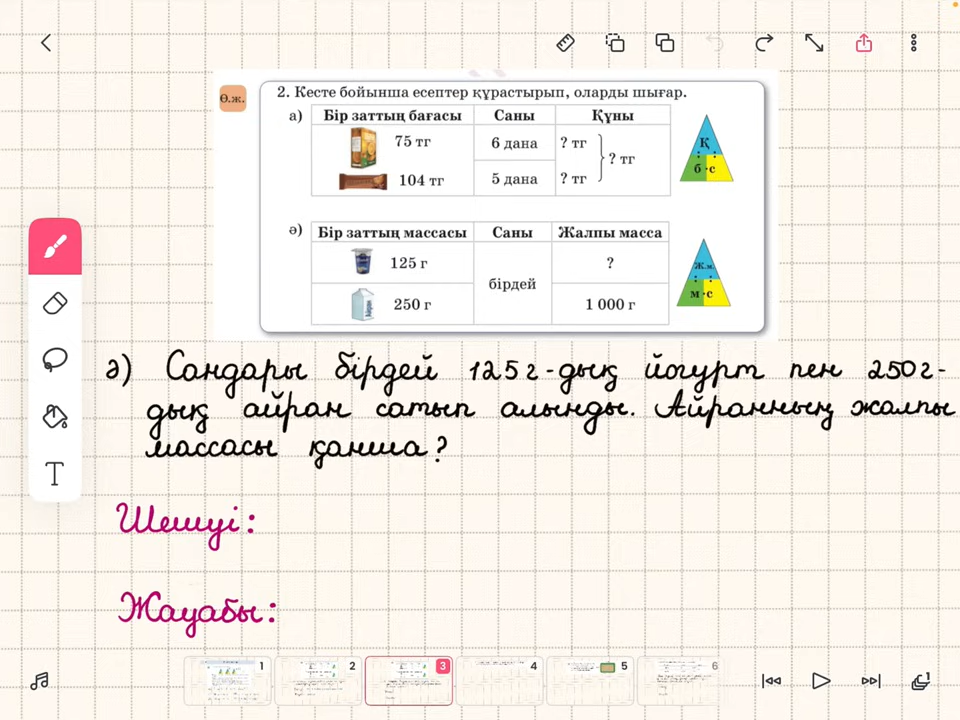 Ө.ж.
2. Кесте бойынша есептер құрастырып, оларды шығар.
а) Бір заттың бағасы Саны Құны
75 тг 6 дана ? тг
? тг
104 тг 5 дана ? тг
Қ
б · с
ә) Бір заттың массасы Саны Жалпы масса
125 г ?
бірдей
250 г 1 000 г
Ж.м.
м · с
ә) Сандары бірдей 125г-дық йогурт пен 250г-
дық айран сатып алынды. Айранның жалпы
массасы қанша?
Шешуі:
Жауабы:
T
1 2 3 4 5 6